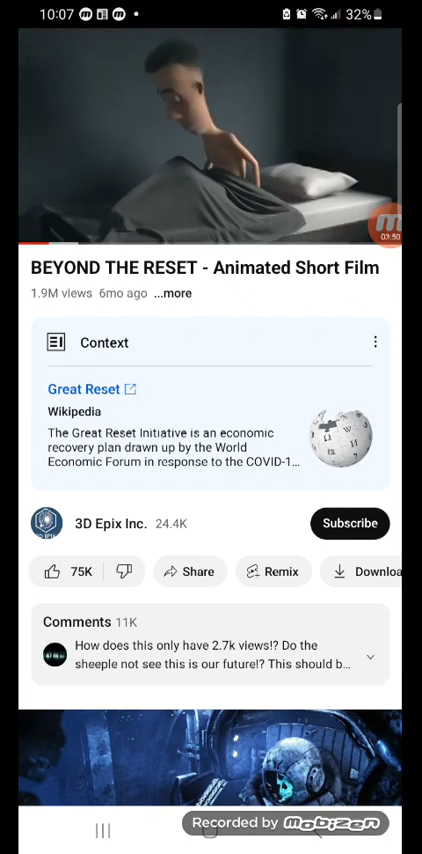 10:07
32%
03:50
BEYOND THE RESET - Animated Short Film
1.9M views 6mo ago ...more
Context
Great Reset
Wikipedia
The Great Reset Initiative is an economic
recovery plan drawn up by the World
Economic Forum in response to the COVID-1...
3D Epix Inc. 24.4K
Subscribe
75K
Share
Remix
Downloa
Comments 11K
How does this only have 2.7k views!? Do the
sheeple not see this is our future!? This should b...
Recorded by mobizen